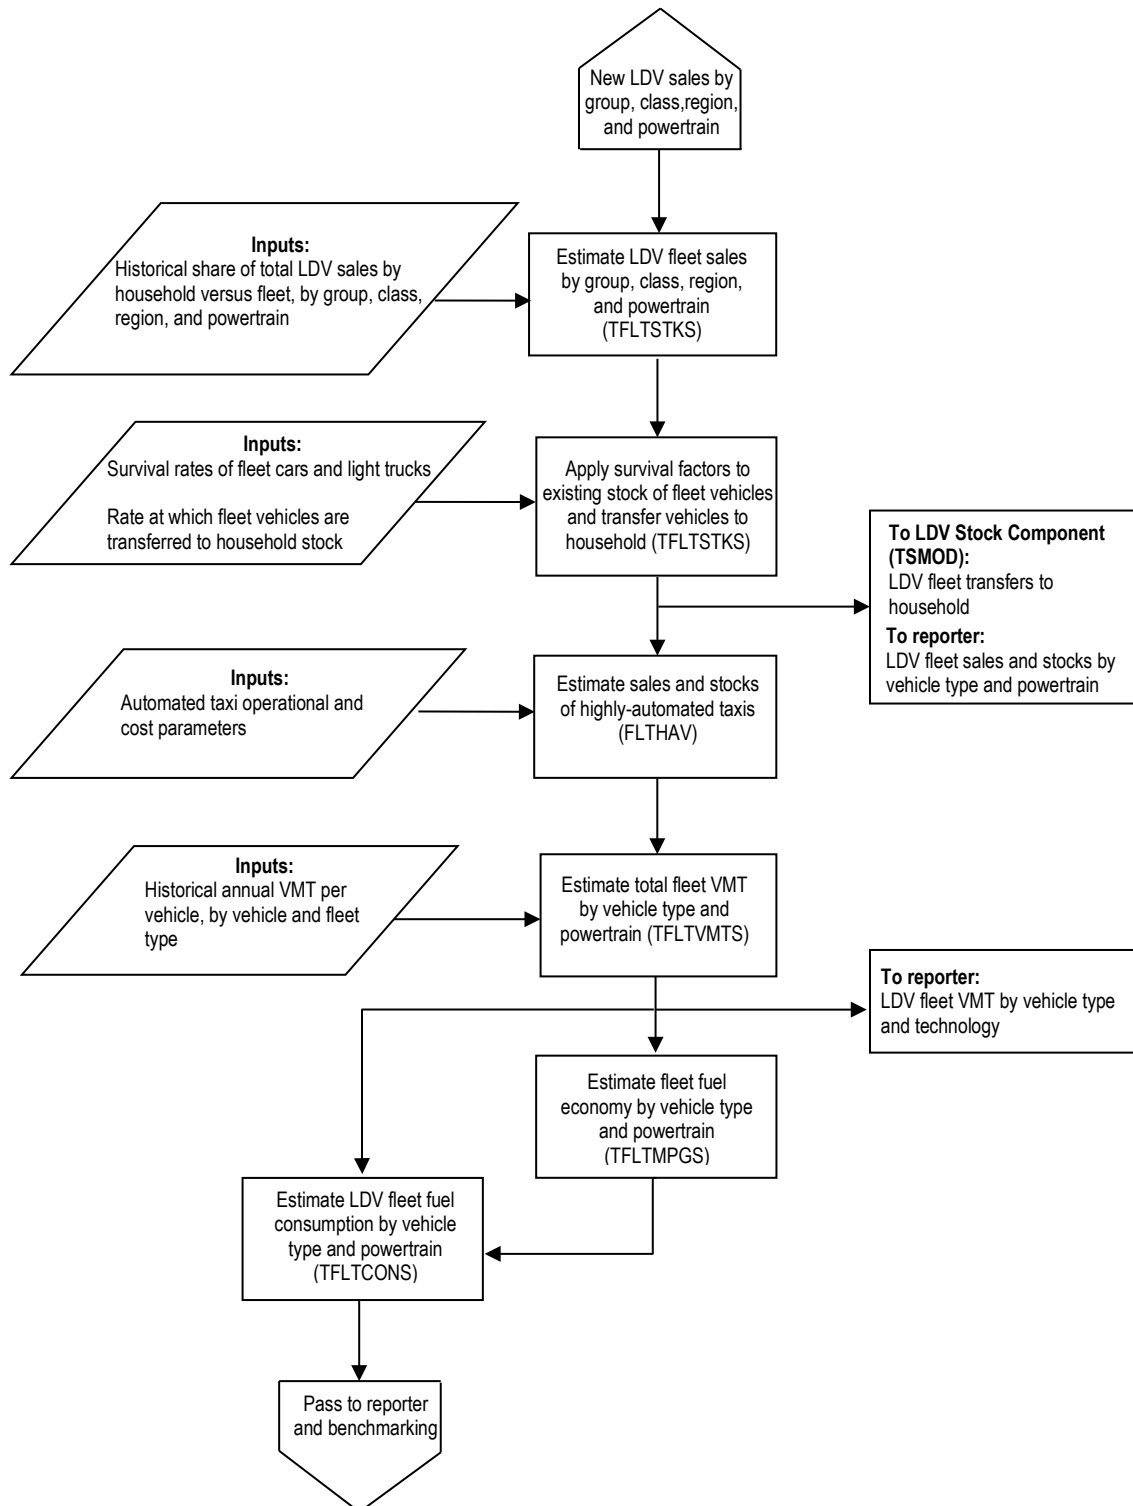 New LDV sales by
group, class,region,
and powertrain
Inputs:
Historical share of total LDV sales by
household versus fleet, by group, class,
region, and powertrain
Estimate LDV fleet sales
by group, class, region,
and powertrain
(TFLTSTKS)
Inputs:
Survival rates of fleet cars and light trucks
Rate at which fleet vehicles are
transferred to household stock
Apply survival factors to
existing stock of fleet vehicles
and transfer vehicles to
household (TFLTSTKS)
To LDV Stock Component
(TSMOD):
LDV fleet transfers to
household
To reporter:
LDV fleet sales and stocks by
vehicle type and powertrain
Inputs:
Automated taxi operational and
cost parameters
Estimate sales and stocks
of highly-automated taxis
(FLTHAV)
Inputs:
Historical annual VMT per
vehicle, by vehicle and fleet
type
Estimate total fleet VMT
by vehicle type and
powertrain (TFLTVMTS)
To reporter:
LDV fleet VMT by vehicle type
and technology
Estimate fleet fuel
economy by vehicle type
and powertrain
(TFLTMPGS)
Estimate LDV fleet fuel
consumption by vehicle
type and powertrain
(TFLTCONS)
Pass to reporter
and benchmarking